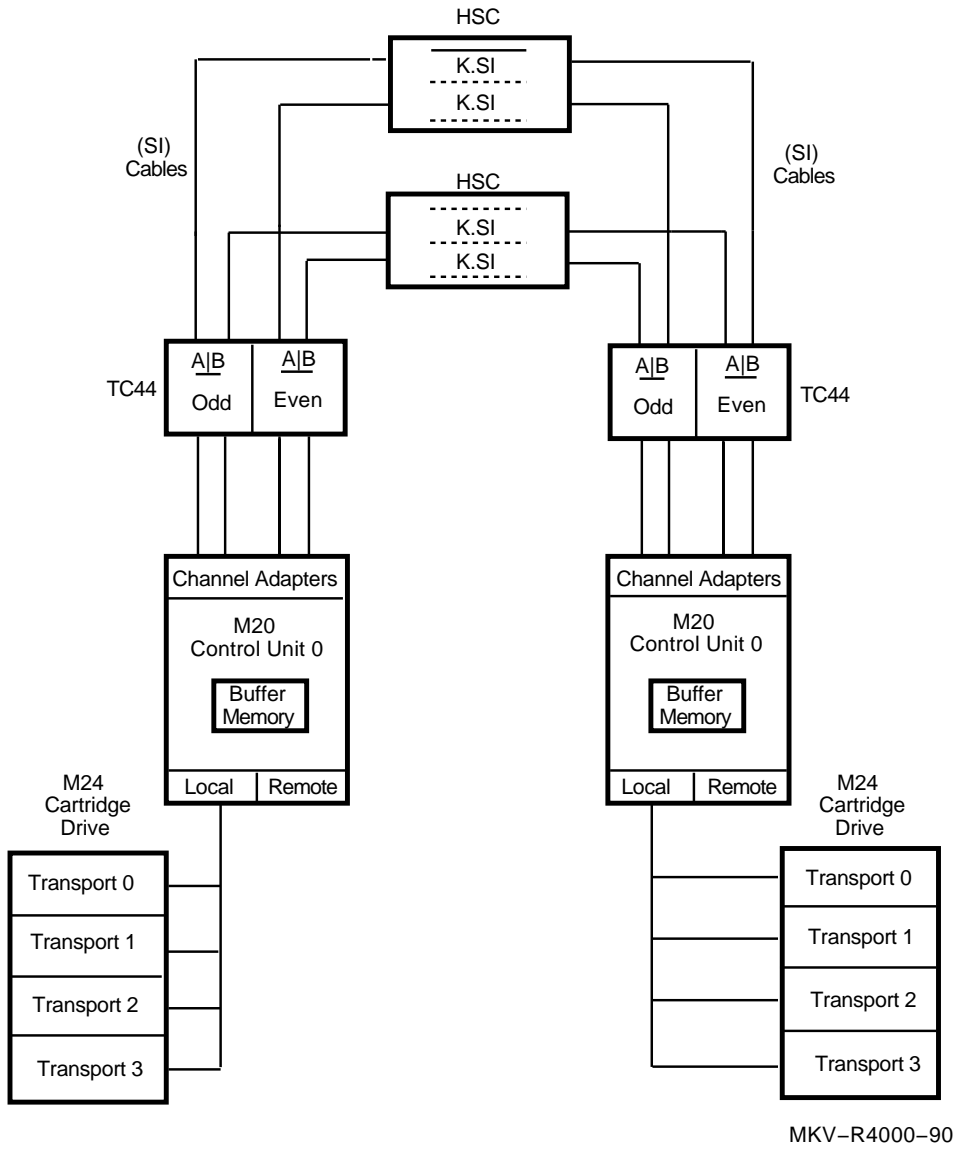 HSC
K.SI
K.SI
(SI)
Cables
(SI)
Cables
HSC
K.SI
K.SI
TC44
A|B
Odd
A|B
Even
A|B
Odd
A|B
Even
TC44
Channel Adapters
M20
Control Unit 0
Buffer
Memory
Local
Remote
Channel Adapters
M20
Control Unit 0
Buffer
Memory
Local
Remote
M24
Cartridge
Drive
Transport 0
Transport 1
Transport 2
Transport 3
M24
Cartridge
Drive
Transport 0
Transport 1
Transport 2
Transport 3
MKV–R4000–90